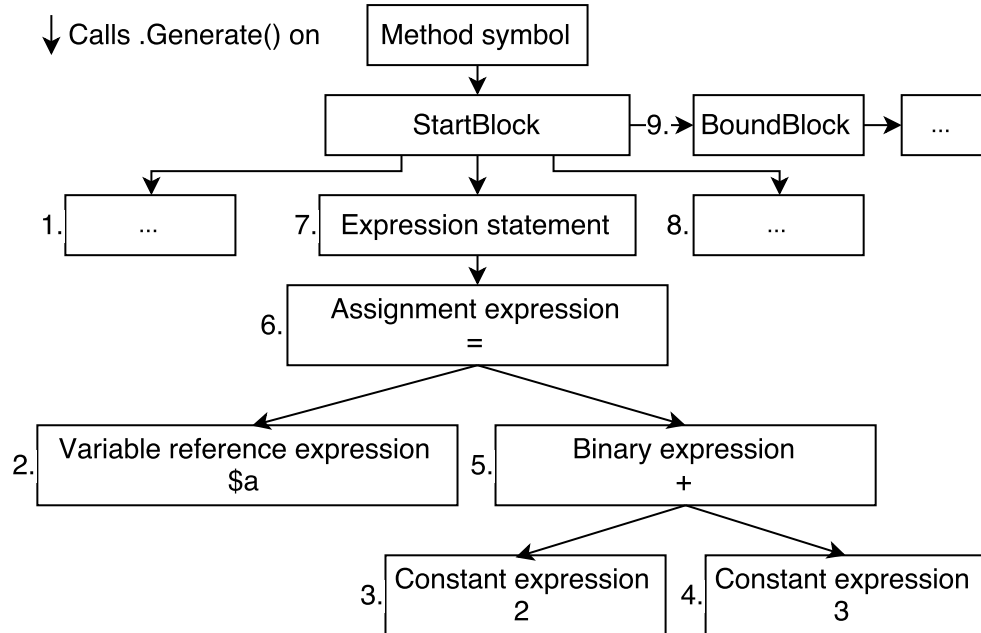 Calls .Generate() on
Method symbol
StartBlock
9.
BoundBlock
...
1.
...
7.
Expression statement
8.
...
6.
Assignment expression
=
2.
Variable reference expression
$a
5.
Binary expression
+
3.
Constant expression
2
4.
Constant expression
3